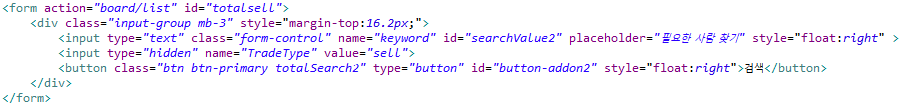 <form action="board/list" id="totalsell">
<div class="input-group mb-3" style="margin-top:16.2px;">
<input type="text" class="form-control" name="keyword" id="searchValue2" placeholder="필요한 사람 찾기" style="float:right" >
<input type="hidden" name="TradeType" value="sell">
<button class="btn btn-primary totalSearch2" type="button" id="button-addon2" style="float:right">검색</button>
</div>
</form>